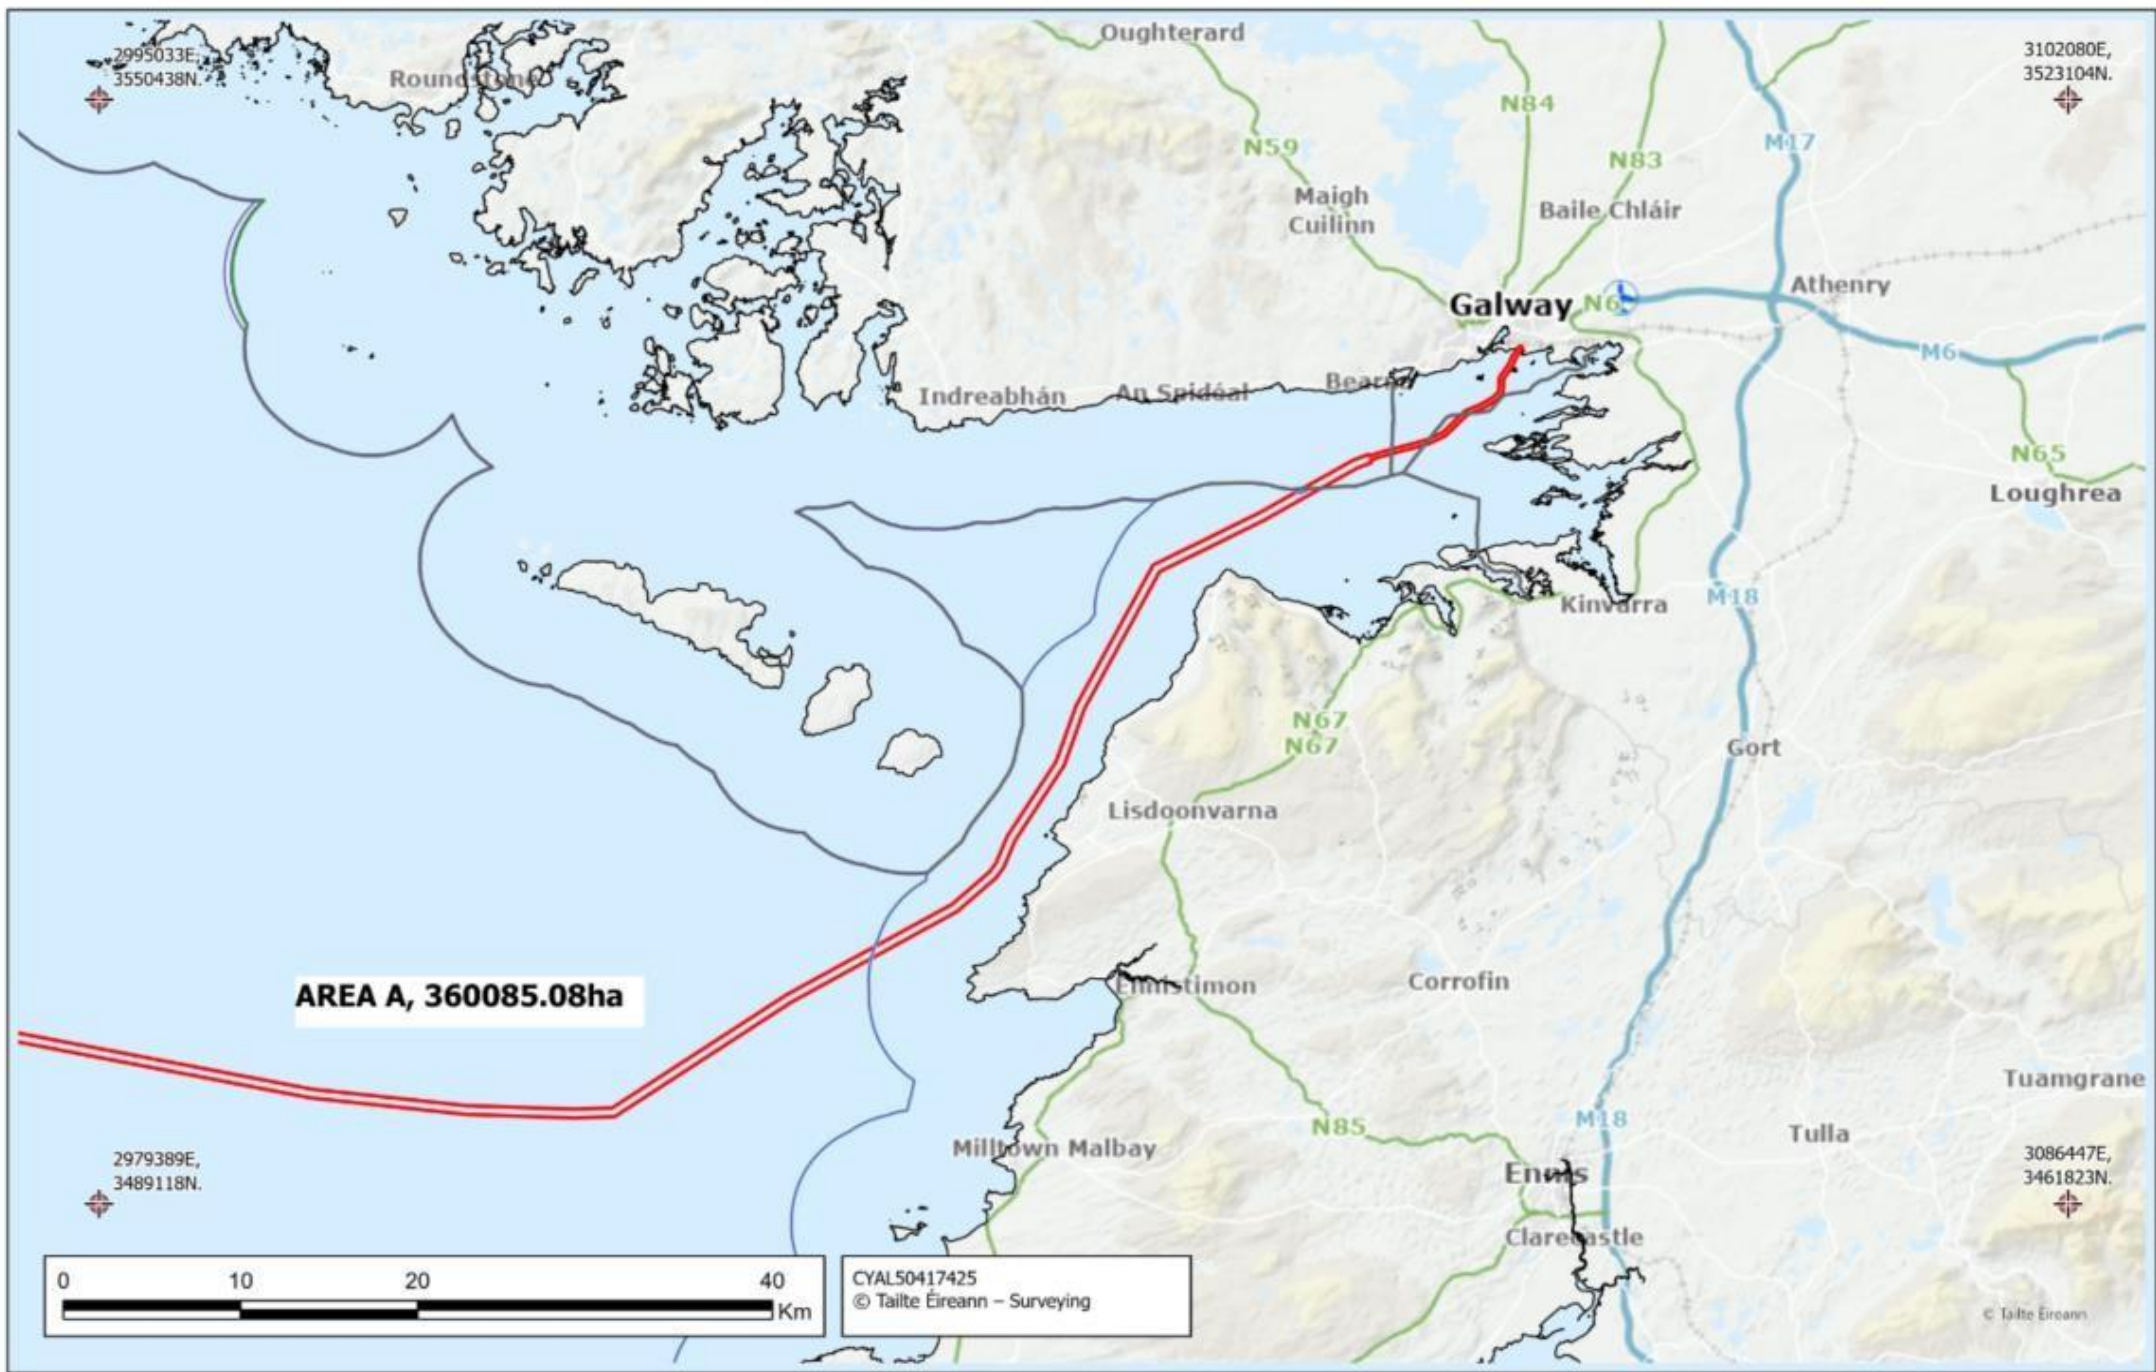 Oughterard
2995033E,
3550438N.
3102080E,
3523104N.
Roundstone
N84
M17
N59
N83
Maigh
Cuilinn
Baile Chláir
Galway
N6
Athenry
M6
Indreabhán
An Spidéal
Bearna
N65
Loughrea
Kinvarra
M18
N67
N67
Gort
Lisdoonvarna
AREA A, 360085.08ha
Ennistimon
Corrofin
Tuamgrane
M18
N85
Tulla
Milltown Malbay
2979389E,
3489118N.
Ennis
3086447E,
3461823N.
Clarecastle
0 10 20 40
Km
CYAL50417425
© Tailte Éireann – Surveying
© Tailte Éireann